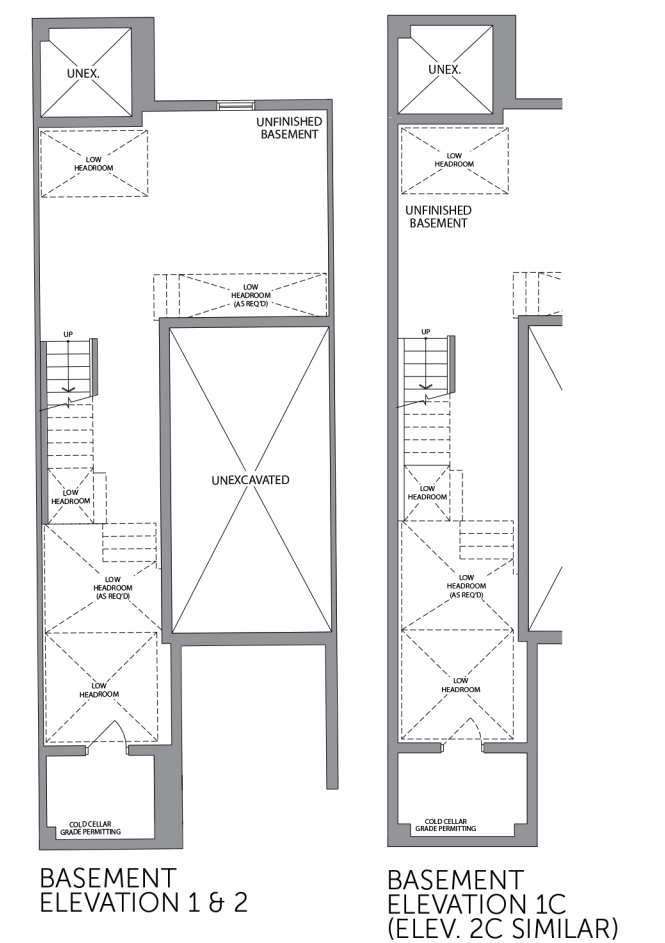 UNEX.
UNFINISHED
BASEMENT
LOW
HEADROOM
LOW
HEADROOM
(AS REQ'D)
UP
UNEXCAVATED
LOW
HEADROOM
LOW
HEADROOM
(AS REQ'D)
LOW
HEADROOM
COLD CELLAR
GRADE PERMITTING
BASEMENT
ELEVATION 1 & 2
UNEX.
LOW
HEADROOM
UNFINISHED
BASEMENT
UP
LOW
HEADROOM
LOW
HEADROOM
(AS REQ'D)
LOW
HEADROOM
COLD CELLAR
GRADE PERMITTING
BASEMENT
ELEVATION 1C
(ELEV. 2C SIMILAR)